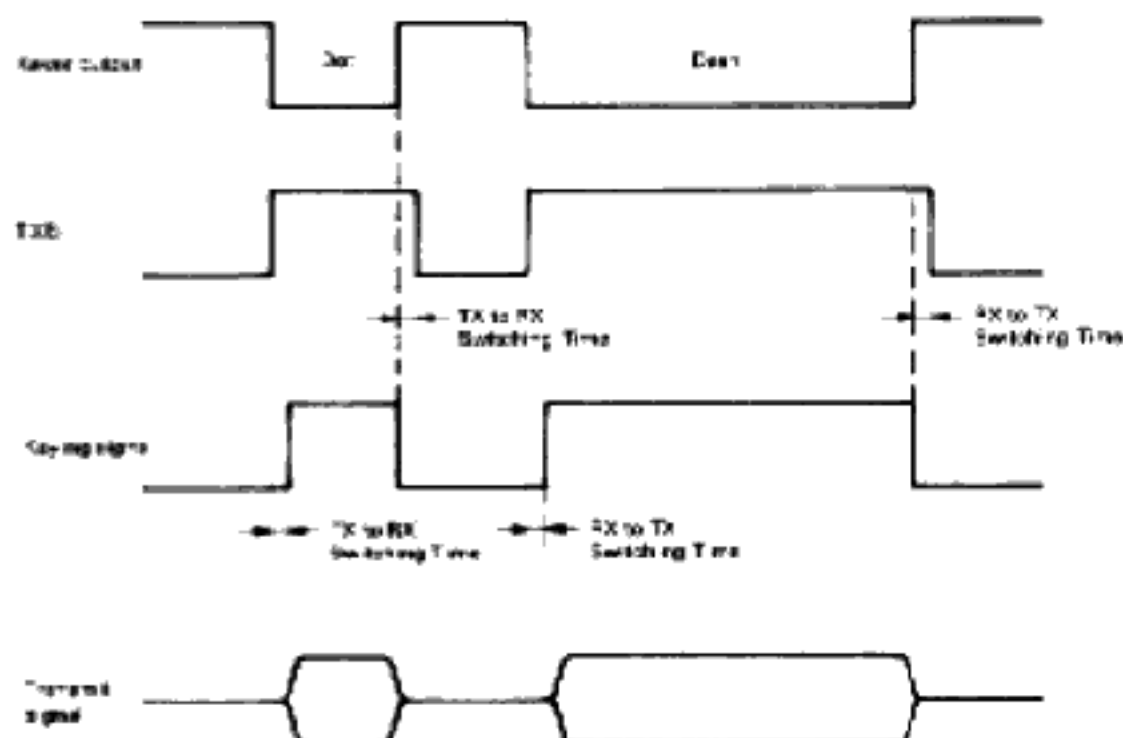 Keyer output
Dot
Dash
TXB
TX to RX
Switching Time
RX to TX
Switching Time
Keying signal
TX to RX
Switching Time
RX to TX
Switching Time
Transmit
signal